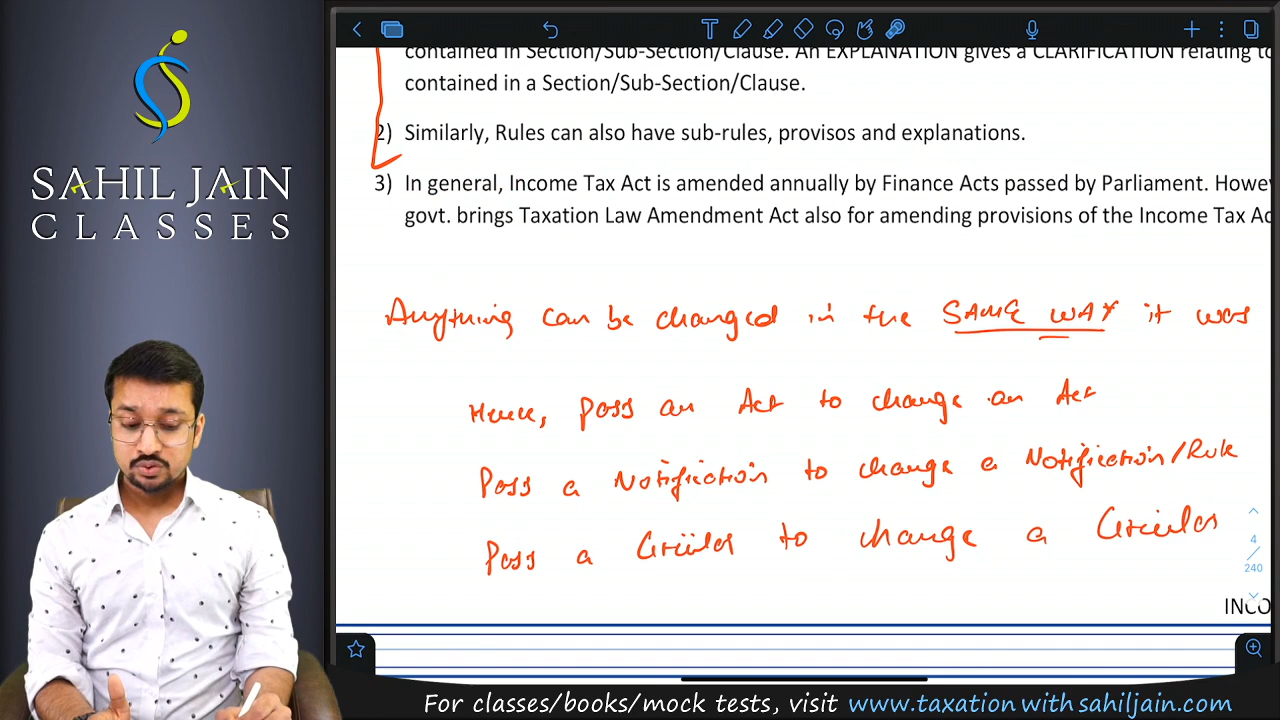 contained in Section/Sub-Section/Clause. An EXPLANATION gives a CLARIFICATION relating to
contained in a Section/Sub-Section/Clause.
2) Similarly, Rules can also have sub-rules, provisos and explanations.
3) In general, Income Tax Act is amended annually by Finance Acts passed by Parliament. Howev
govt. brings Taxation Law Amendment Act also for amending provisions of the Income Tax Ac
SAHIL JAIN
CLASSES
Anything can be changed in the SAME WAY it was
Hence, Pass an Act to change an Act
Pass a Notification to change a Notification/Rule
Pass a Circular to change a Circular
4
/
240
INCO
For classes/books/mock tests, visit www.taxationwithsahiljain.com